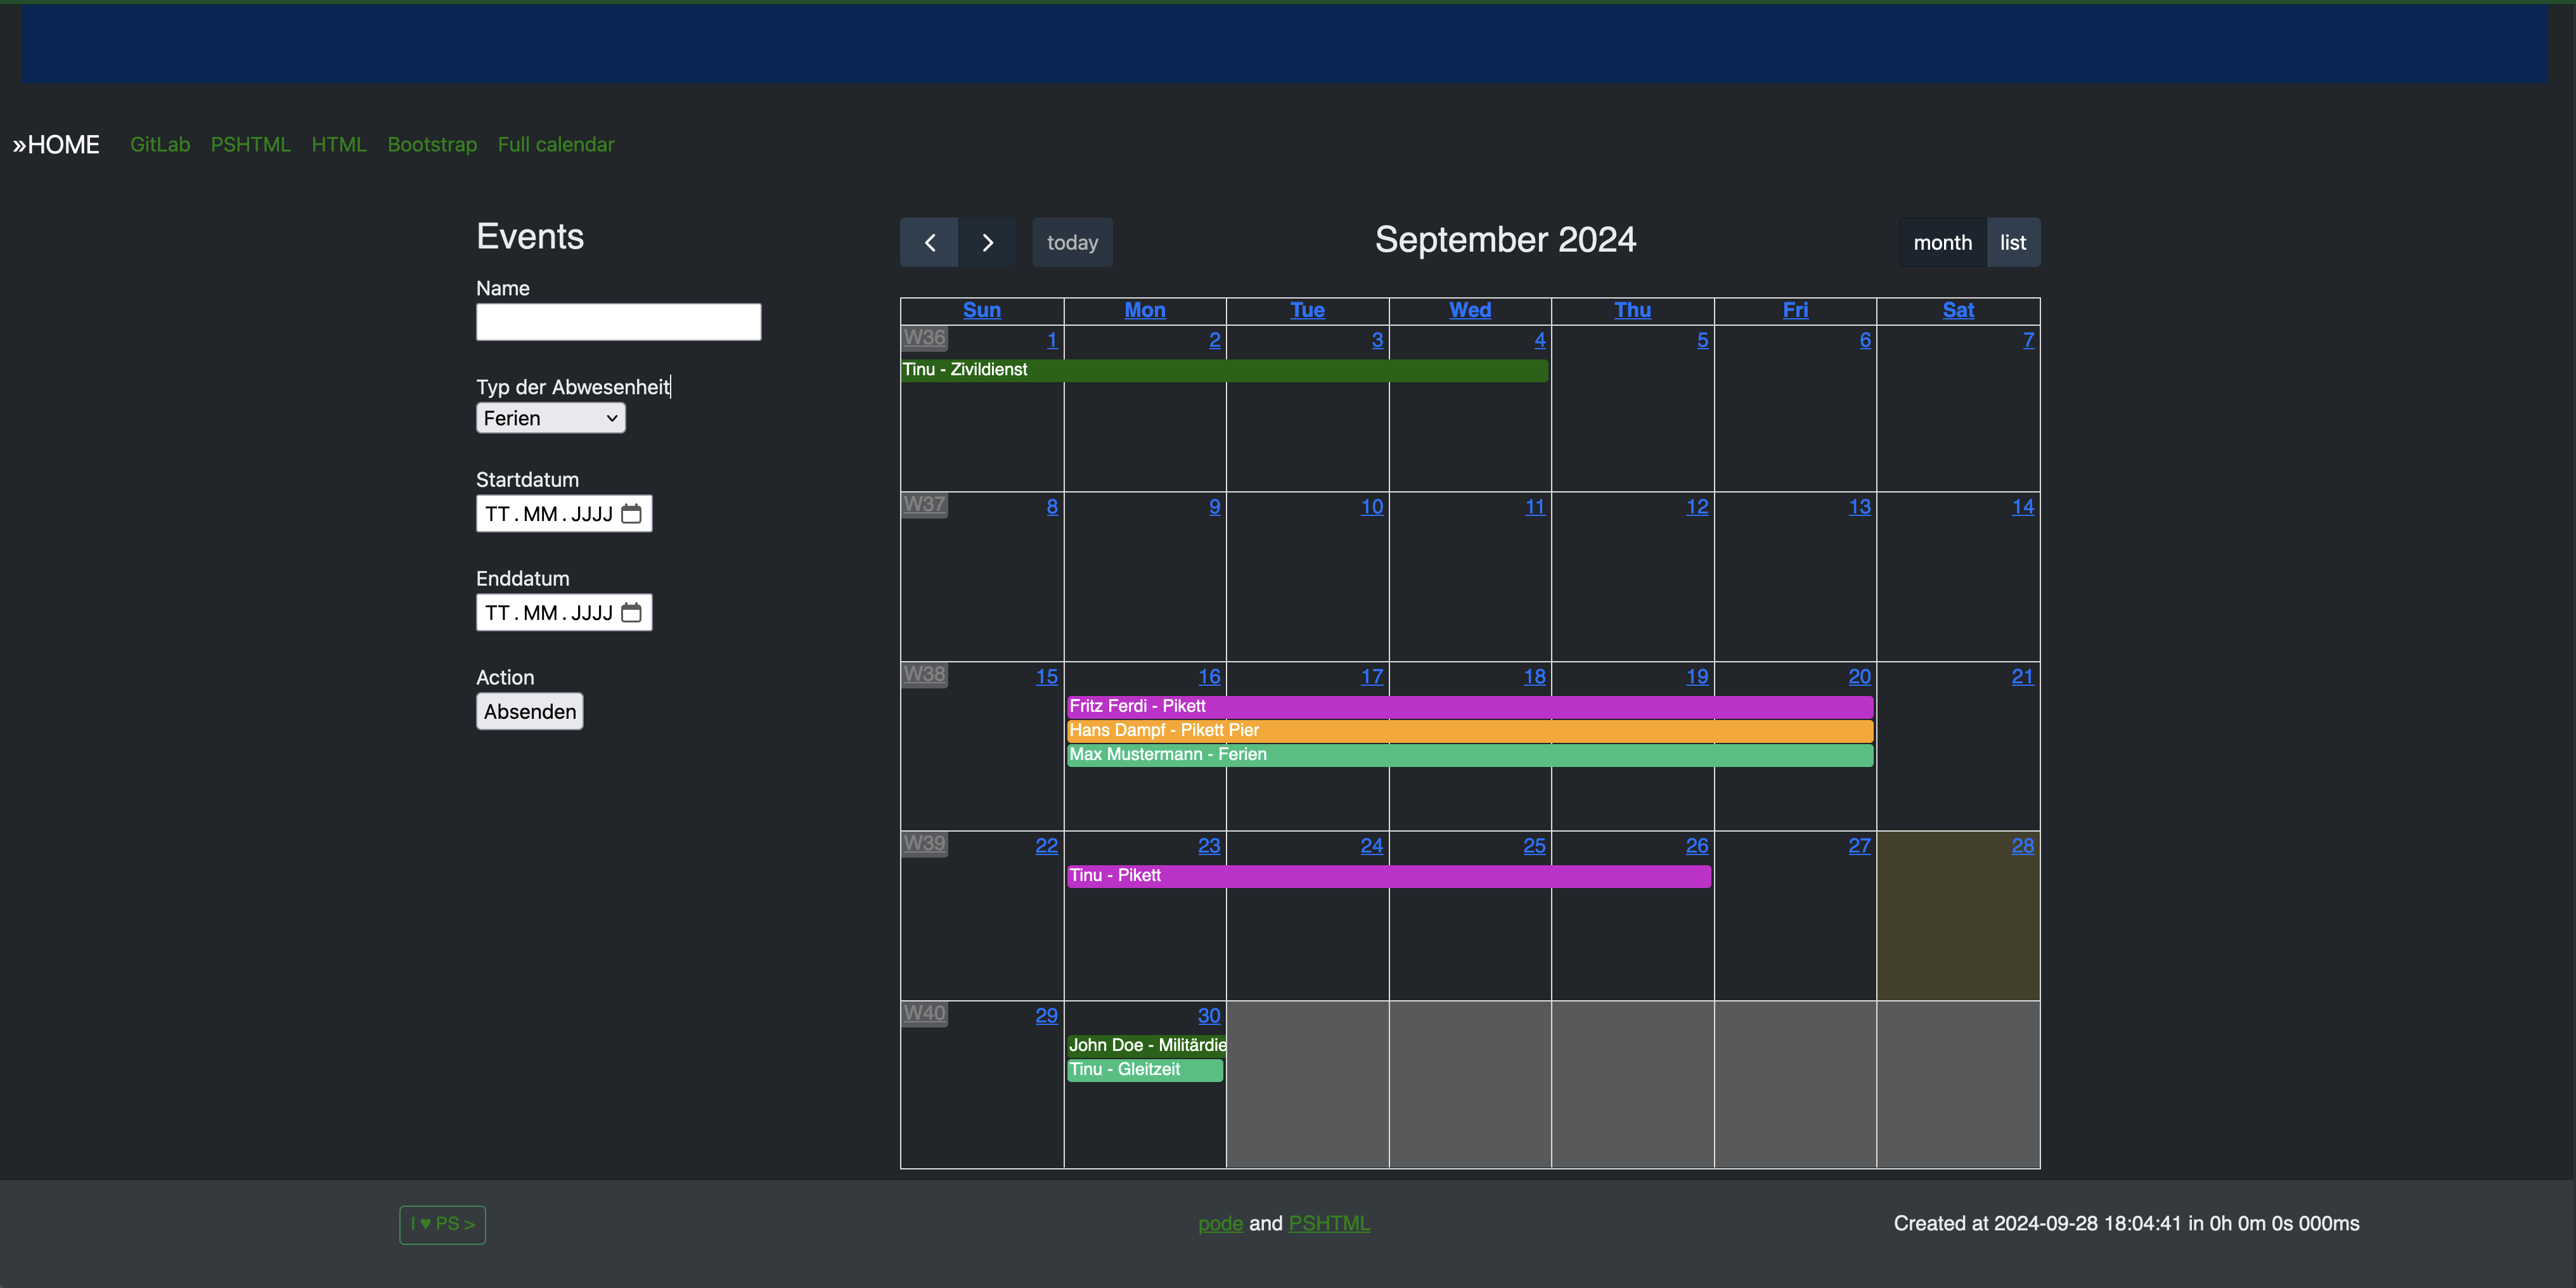 »HOME GitLab PSHTML HTML Bootstrap Full calendar
Events
Name
Typ der Abwesenheit
Ferien
Startdatum
TT.MM.JJJJ
Enddatum
TT.MM.JJJJ
Action
Absenden
today September 2024 month list
Sun Mon Tue Wed Thu Fri Sat
W36 1 2 3 4 5 6 7
Tinu - Zivildienst
W37 8 9 10 11 12 13 14
W38 15 16 17 18 19 20 21
Fritz Ferdi - Pikett
Hans Dampf - Pikett Pier
Max Mustermann - Ferien
W39 22 23 24 25 26 27 28
Tinu - Pikett
W40 29 30
John Doe - Militärdie
Tinu - Gleitzeit
I ♥ PS > pode and PSHTML Created at 2024-09-28 18:04:41 in 0h 0m 0s 000ms